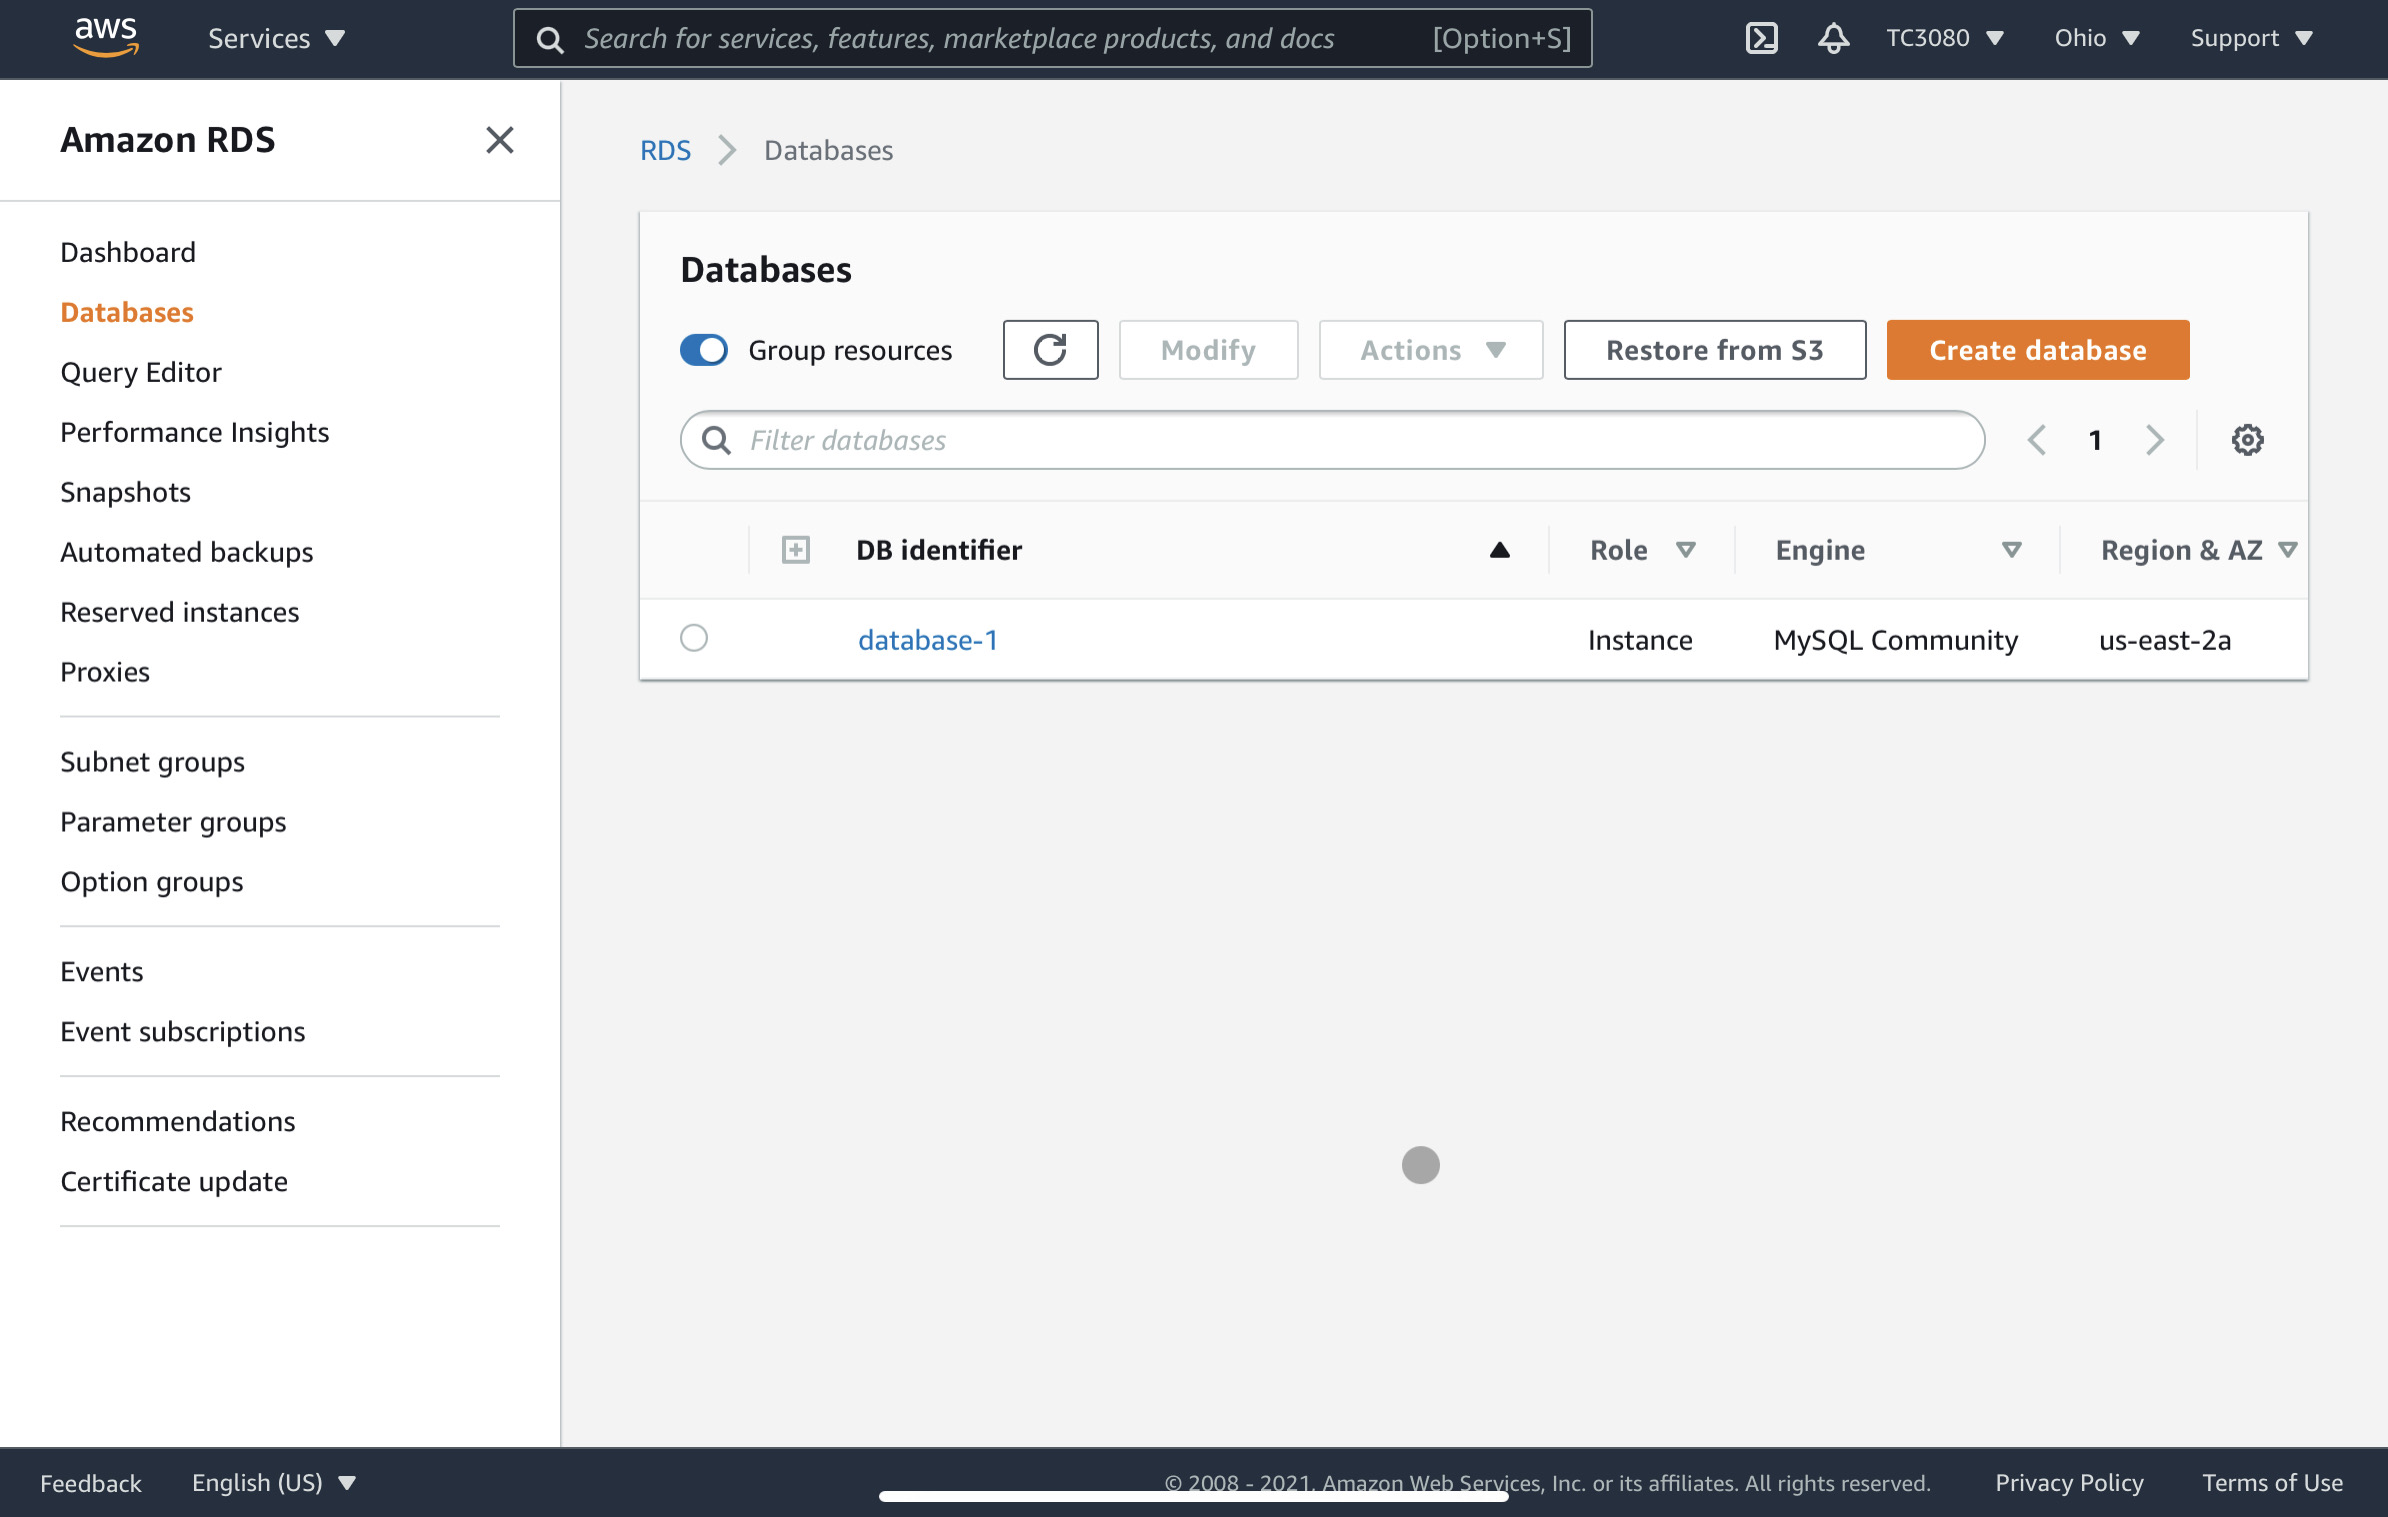 aws
Services
Search for services, features, marketplace products, and docs
[Option+S]
TC3080
Ohio
Support
Amazon RDS
Dashboard
Databases
Query Editor
Performance Insights
Snapshots
Automated backups
Reserved instances
Proxies
Subnet groups
Parameter groups
Option groups
Events
Event subscriptions
Recommendations
Certificate update
RDS
Databases
Databases
Group resources
Modify
Actions
Restore from S3
Create database
Filter databases
1
DB identifier
Role
Engine
Region & AZ
database-1
Instance
MySQL Community
us-east-2a
Feedback
English (US)
© 2008 - 2021, Amazon Web Services, Inc. or its affiliates. All rights reserved.
Privacy Policy
Terms of Use